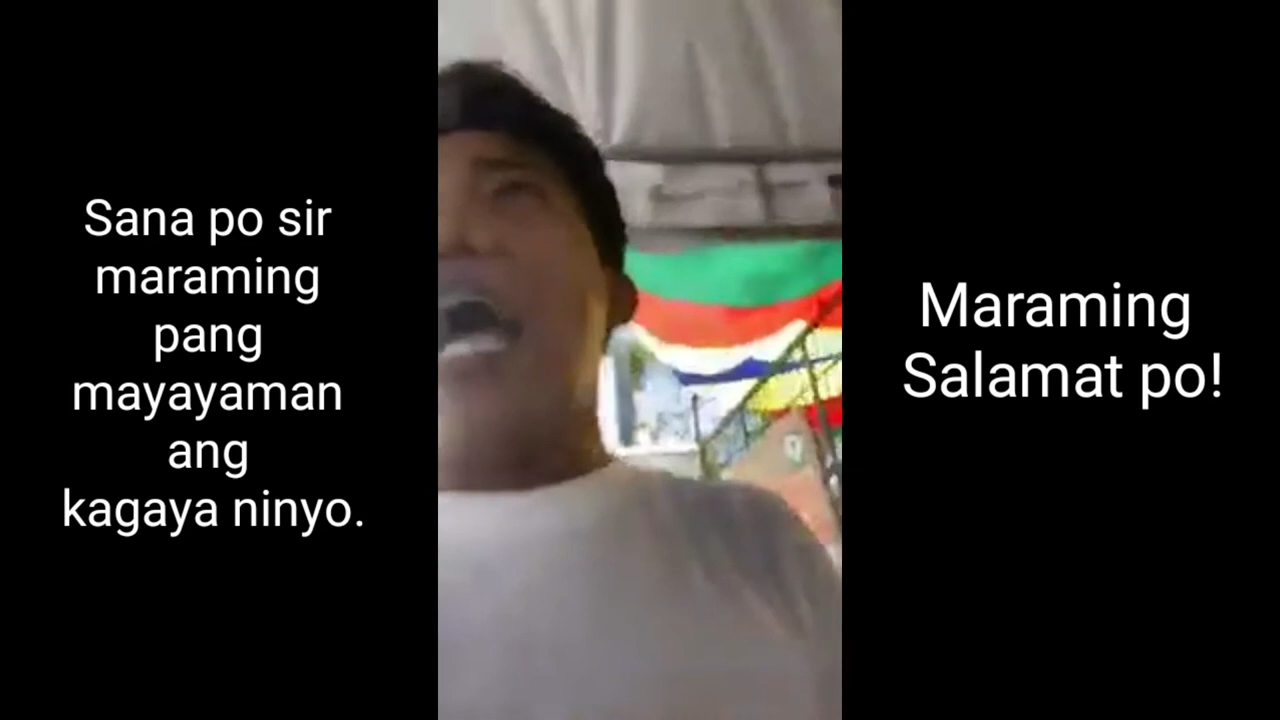 Sana po sir
maraming
pang
mayayaman
ang
kagaya ninyo.
Maraming
Salamat po!